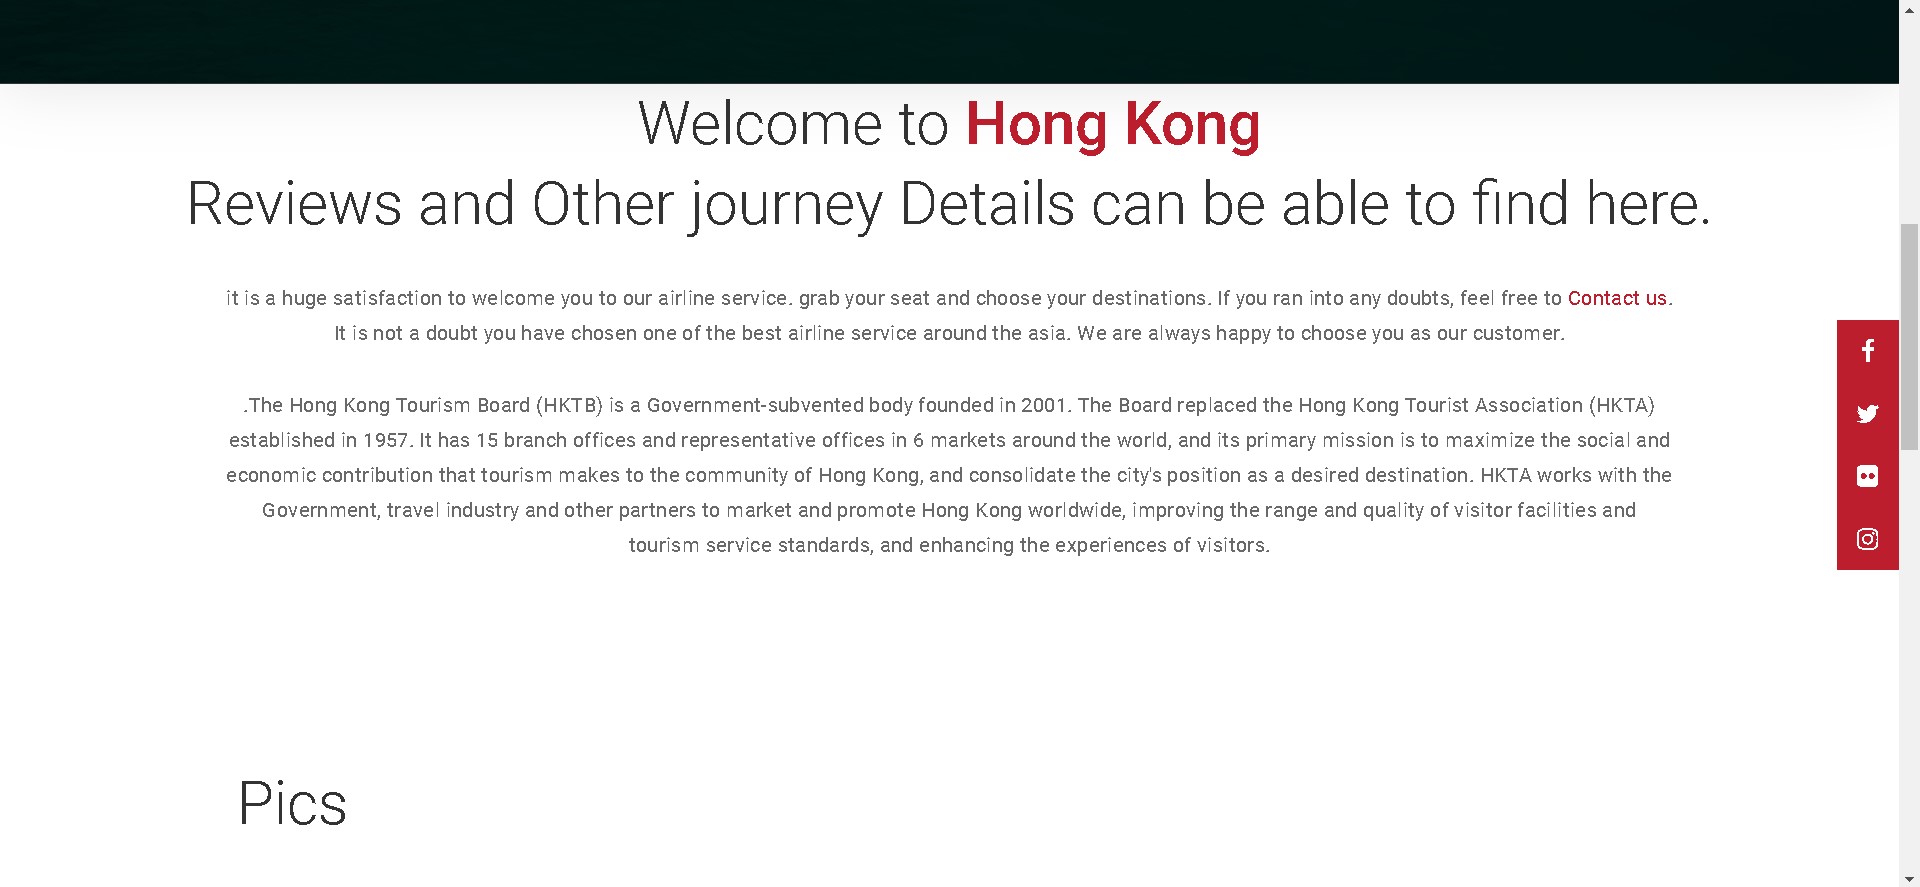 Welcome to Hong Kong
Reviews and Other journey Details can be able to find here.
it is a huge satisfaction to welcome you to our airline service. grab your seat and choose your destinations. If you ran into any doubts, feel free to Contact us.
It is not a doubt you have chosen one of the best airline service around the asia. We are always happy to choose you as our customer.
.The Hong Kong Tourism Board (HKTB) is a Government-subvented body founded in 2001. The Board replaced the Hong Kong Tourist Association (HKTA)
established in 1957. It has 15 branch offices and representative offices in 6 markets around the world, and its primary mission is to maximize the social and
economic contribution that tourism makes to the community of Hong Kong, and consolidate the city's position as a desired destination. HKTA works with the
Government, travel industry and other partners to market and promote Hong Kong worldwide, improving the range and quality of visitor facilities and
tourism service standards, and enhancing the experiences of visitors.
Pics